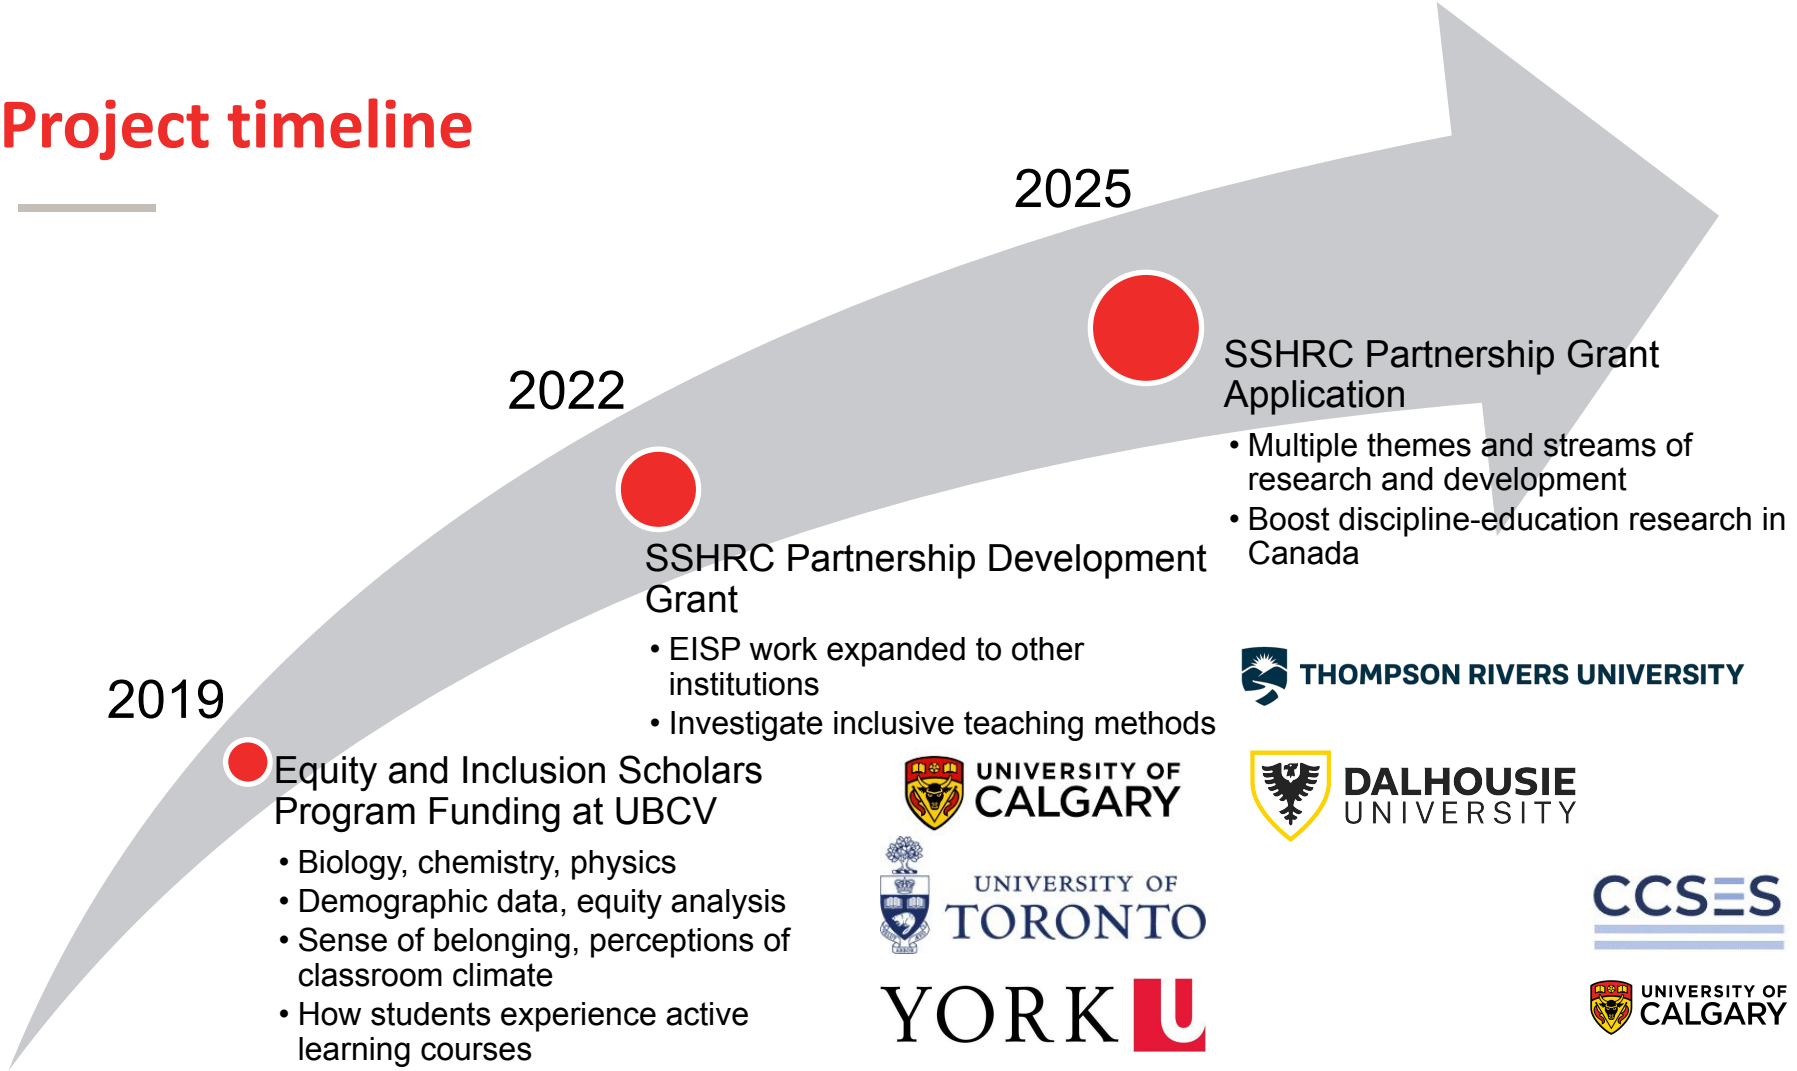 Project timeline
2019
Equity and Inclusion Scholars
Program Funding at UBCV
• Biology, chemistry, physics
• Demographic data, equity analysis
• Sense of belonging, perceptions of
classroom climate
• How students experience active
learning courses
2022
SSHRC Partnership Development
Grant
• EISP work expanded to other
institutions
• Investigate inclusive teaching methods
UNIVERSITY OF
CALGARY
UNIVERSITY OF
TORONTO
YORK U
2025
SSHRC Partnership Grant
Application
• Multiple themes and streams of
research and development
• Boost discipline-education research in
Canada
THOMPSON RIVERS UNIVERSITY
DALHOUSIE
UNIVERSITY
CCSES
UNIVERSITY OF
CALGARY